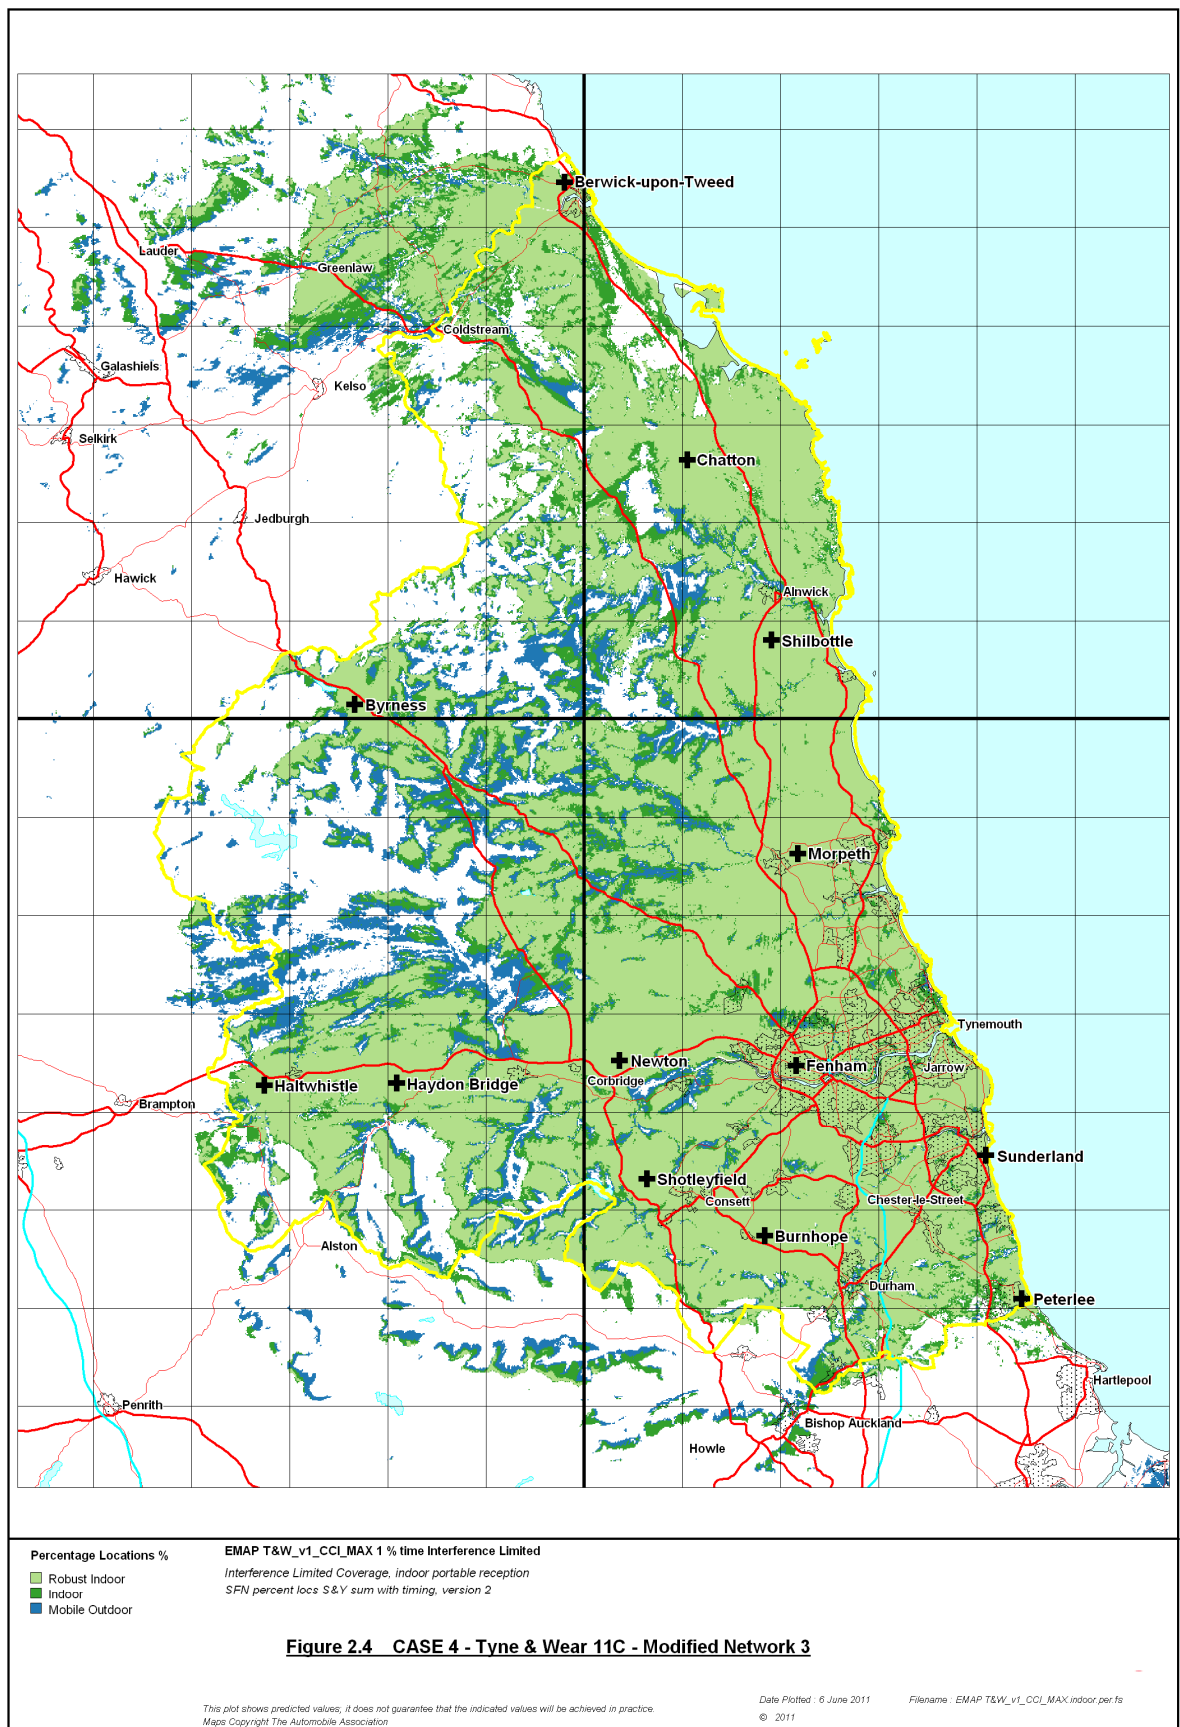 Berwick-upon-Tweed
Lauder
Greenlaw
Coldstream
Galashiels
Kelso
Selkirk
Chatton
Jedburgh
Hawick
Alnwick
Shilbottle
Byrness
Morpeth
Tynemouth
Newton
Fenham
Jarrow
Corbridge
Haltwhistle
Haydon Bridge
Brampton
Sunderland
Shotleyfield
Consett
Chester-le-Street
Burnhope
Alston
Durham
Peterlee
Hartlepool
Penrith
Bishop Auckland
Howle
Percentage Locations %
Robust Indoor
Indoor
Mobile Outdoor
EMAP T&W_v1_CCI_MAX 1 % time Interference Limited
Interference Limited Coverage, indoor portable reception
SFN percent locs S&Y sum with timing, version 2
Figure 2.4 CASE 4 - Tyne & Wear 11C - Modified Network 3
This plot shows predicted values; it does not guarantee that the indicated values will be achieved in practice.
Maps Copyright The Automobile Association
Date Plotted : 6 June 2011 Filename : EMAP T&W_v1_CCI_MAX indoor.per.fs
© 2011